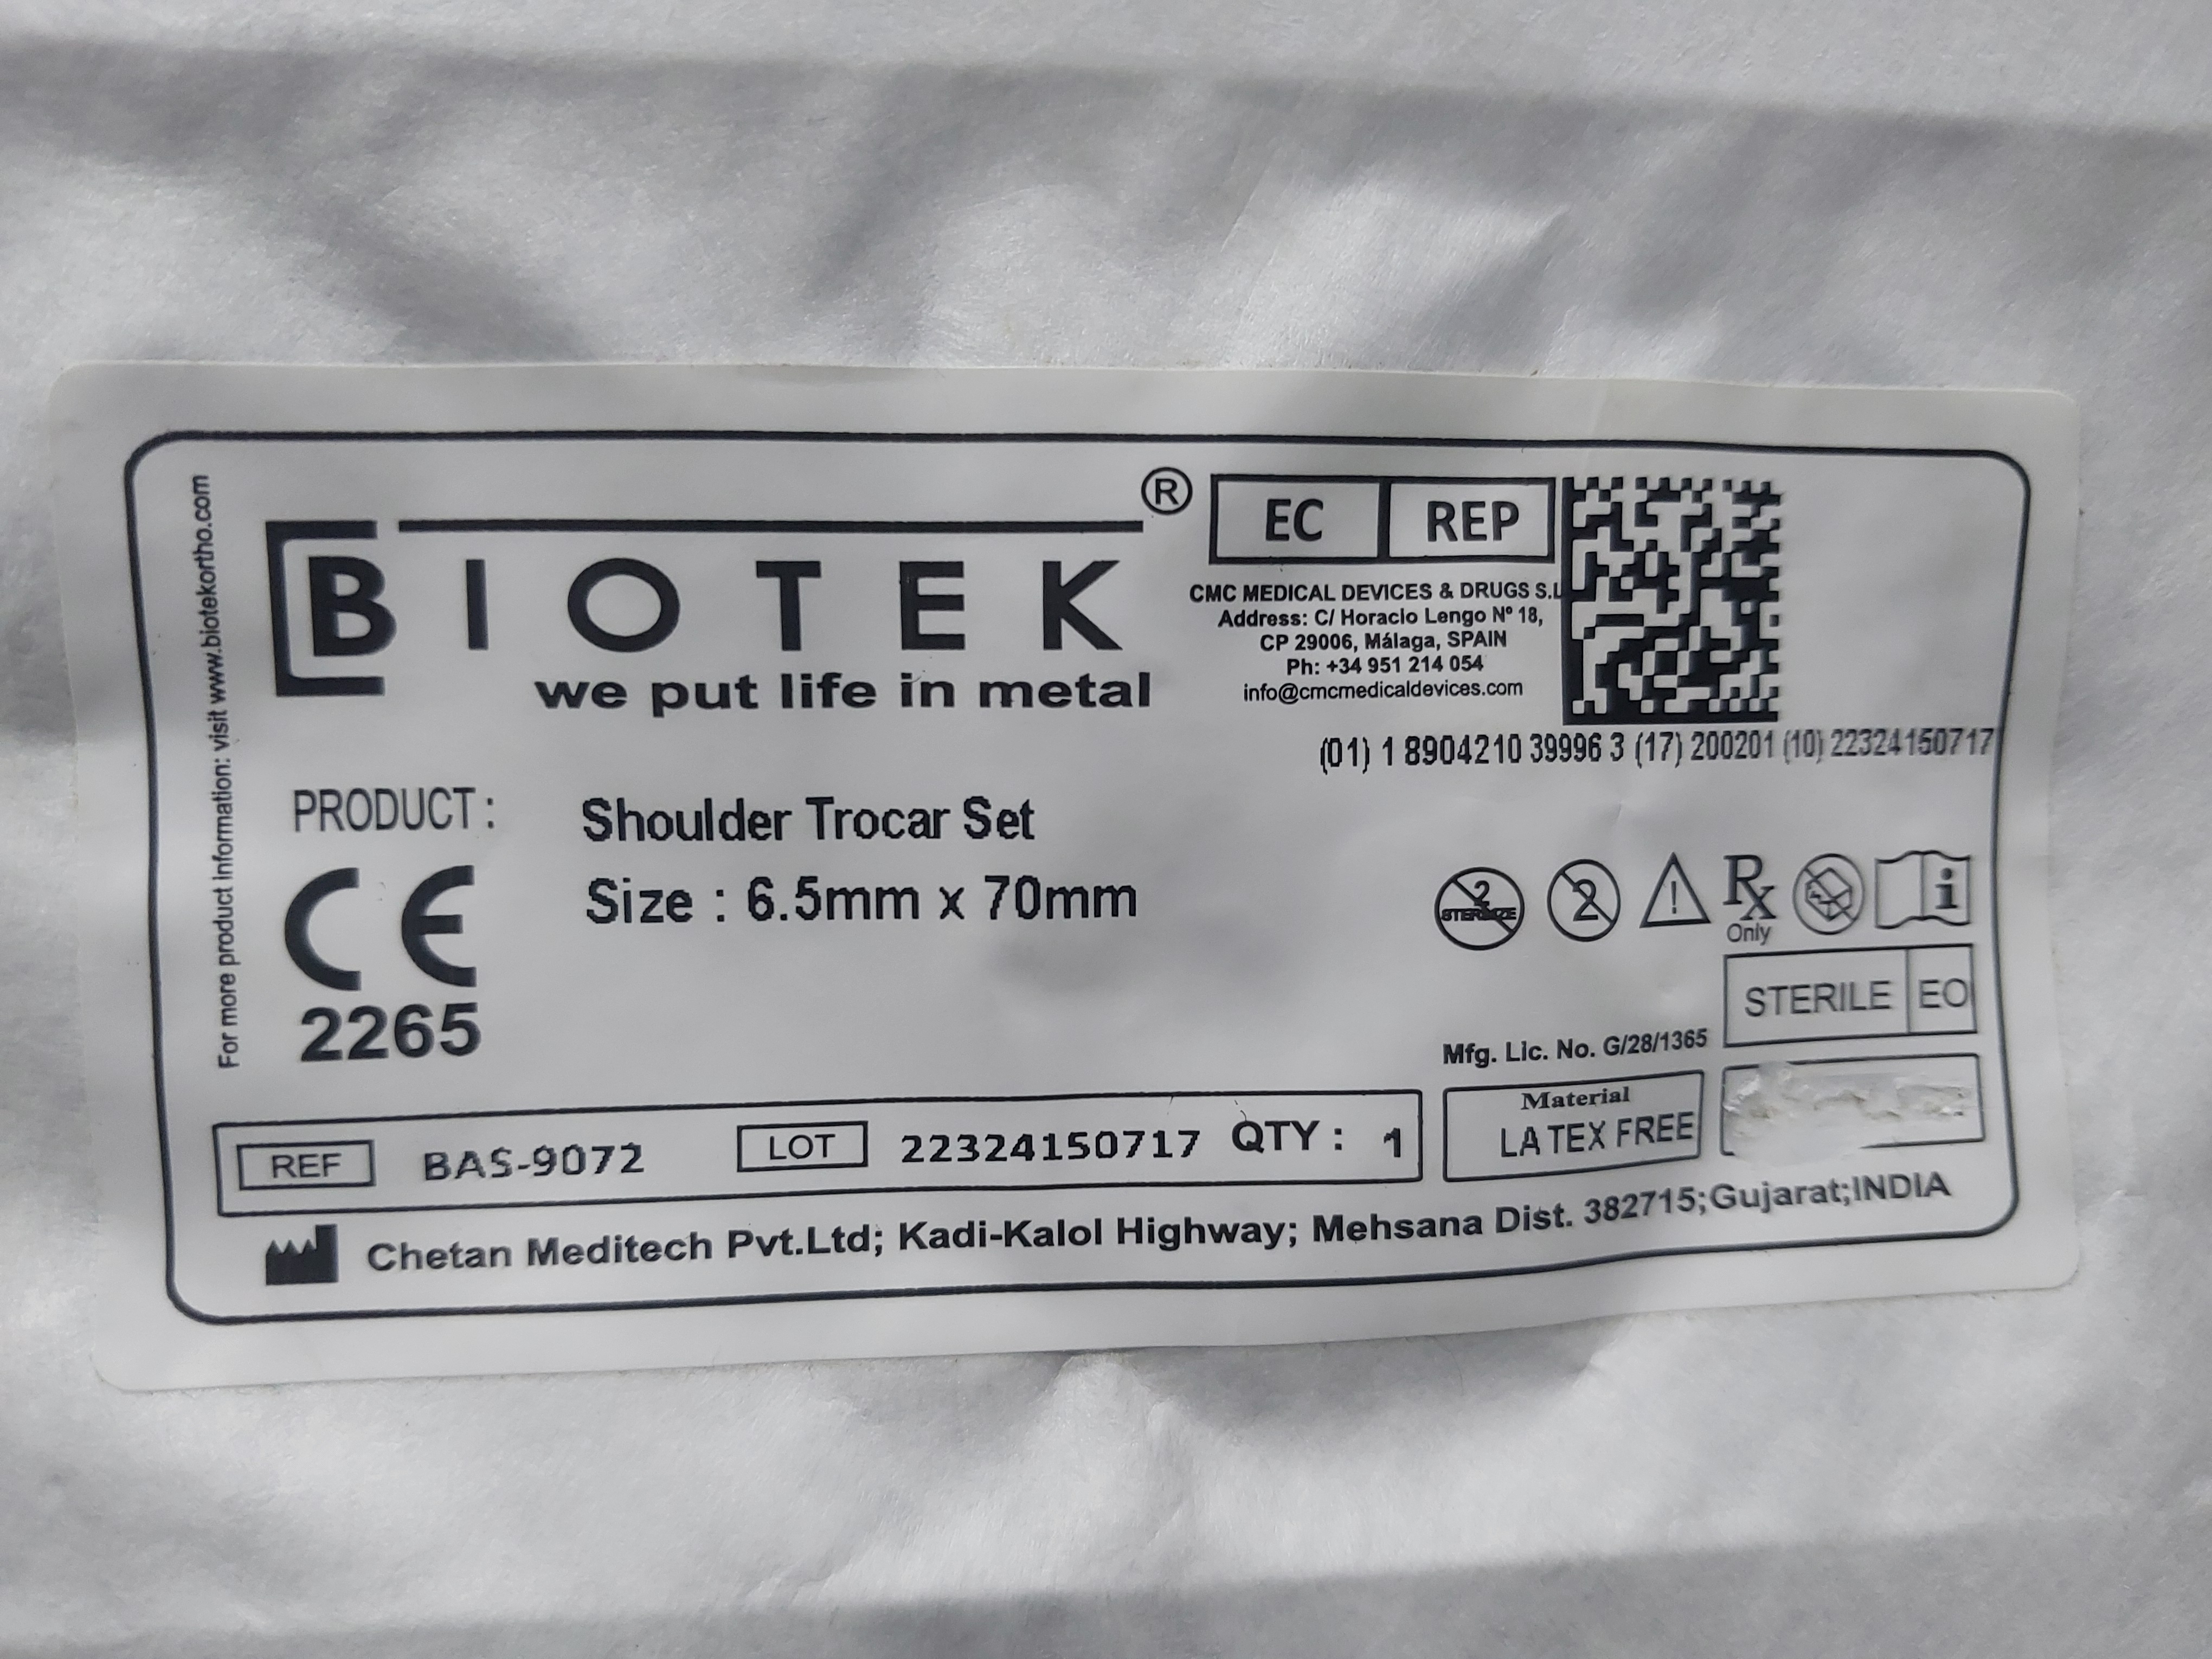 For more product information: visit www.biotekortho.com
BIOTEK®
we put life in metal
EC REP
CMC MEDICAL DEVICES & DRUGS S.L
Address: C/ Horacio Lengo Nº 18,
CP 29006, Málaga, SPAIN
Ph: +34 951 214 054
info@cmcmedicaldevices.com
(01) 1 8904210 39996 3 (17) 200201 (10) 22324150717
PRODUCT : Shoulder Trocar Set
Size : 6.5mm x 70mm
CE
2265
2 STERILIZE 2 ! Rx Only i
STERILE EO
Mfg. Lic. No. G/28/1365
REF BAS-9072 LOT 22324150717 QTY : 1
Material
LATEX FREE
Chetan Meditech Pvt.Ltd; Kadi-Kalol Highway; Mehsana Dist. 382715;Gujarat;INDIA